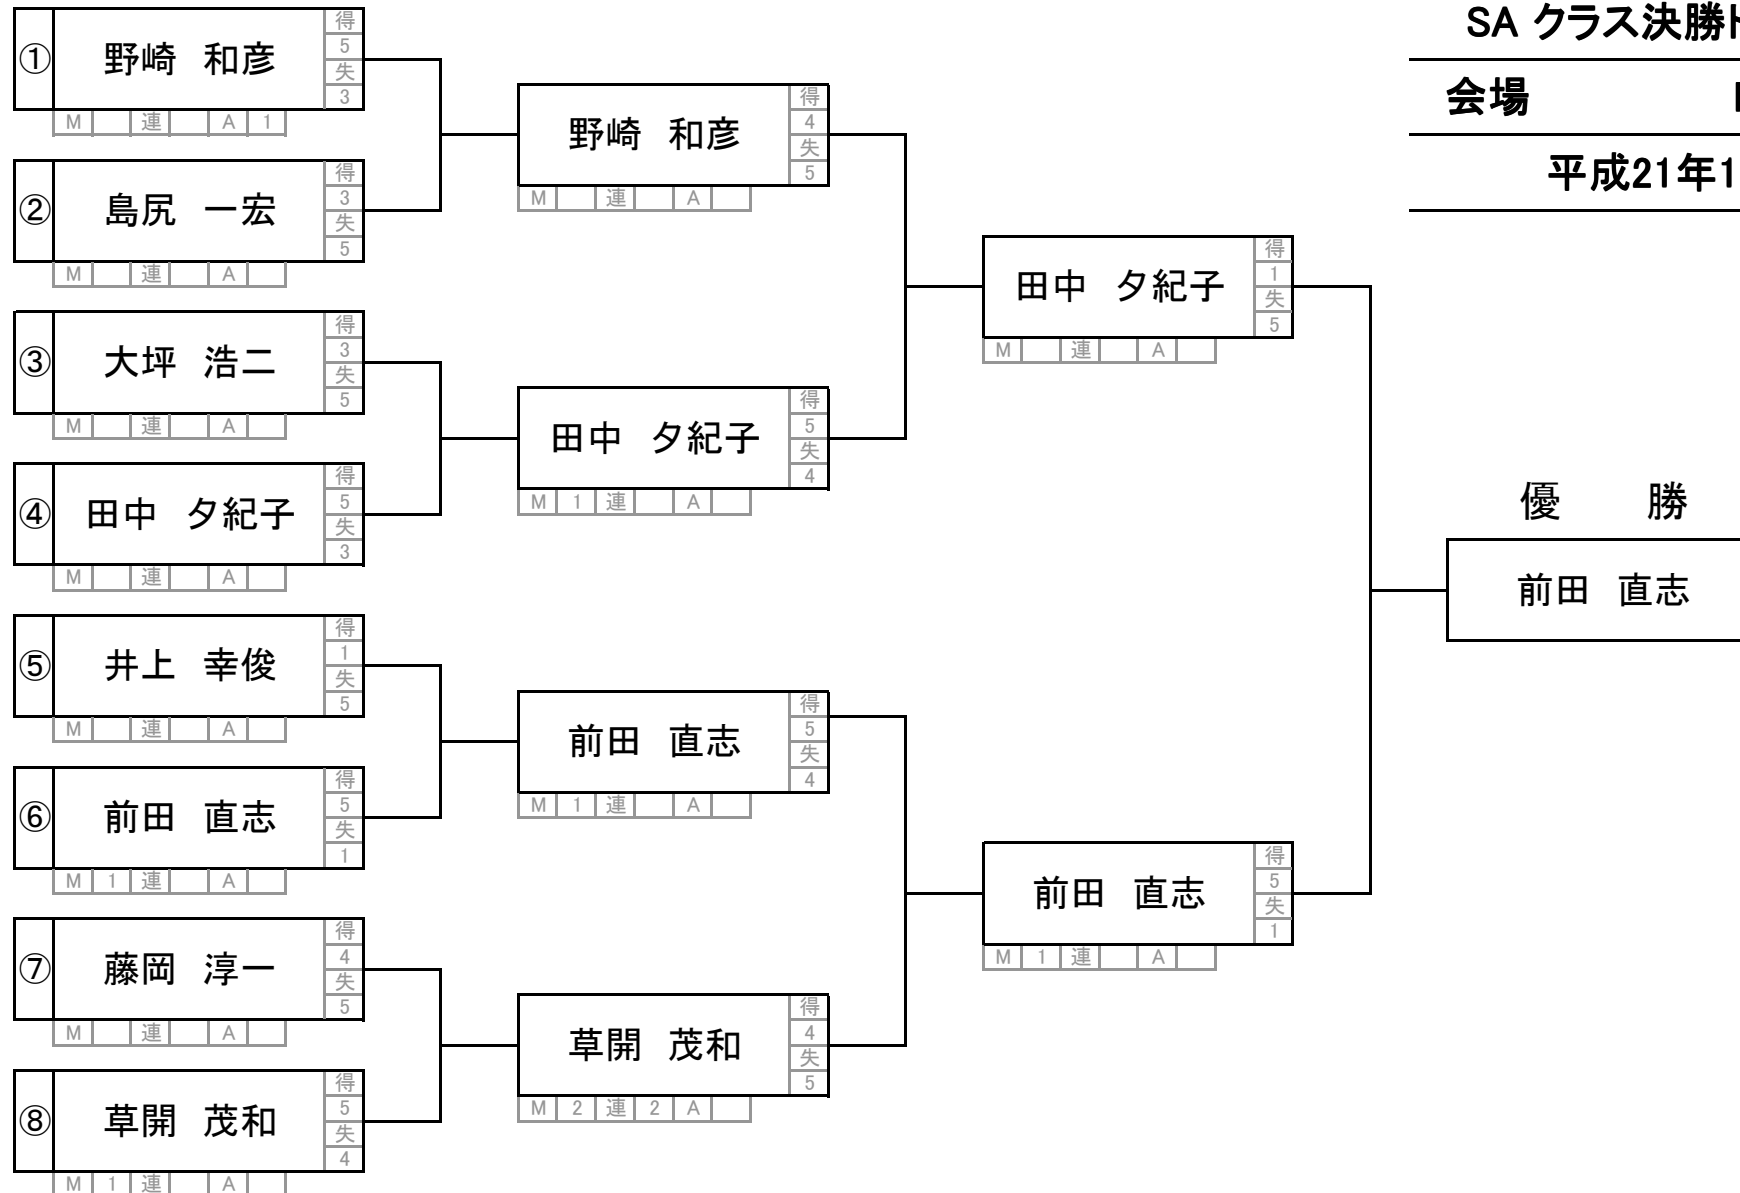 SA クラス決勝
会場
平成21年1
① 野崎 和彦 得 5 失 3
M 連 A 1
② 島尻 一宏 得 3 失 5
M 連 A
③ 大坪 浩二 得 3 失 5
M 連 A
④ 田中 夕紀子 得 5 失 3
M 連 A
⑤ 井上 幸俊 得 1 失 5
M 連 A
⑥ 前田 直志 得 5 失 1
M 1 連 A
⑦ 藤岡 淳一 得 4 失 5
M 連 A
⑧ 草開 茂和 得 5 失 4
M 1 連 A
野崎 和彦 得 4 失 5
M 連 A
田中 夕紀子 得 5 失 4
M 1 連 A
前田 直志 得 5 失 4
M 1 連 A
草開 茂和 得 4 失 5
M 2 連 2 A
田中 夕紀子 得 1 失 5
M 連 A
前田 直志 得 5 失 1
M 1 連 A
優 勝
前田 直志